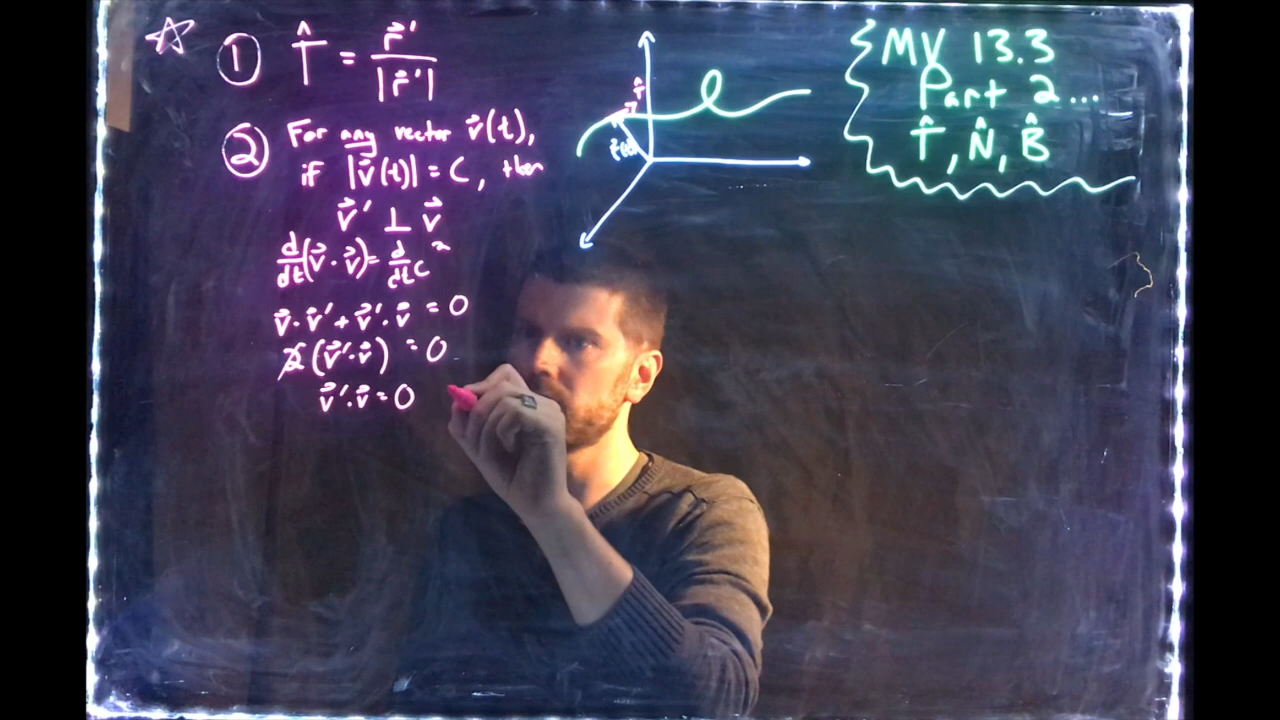 ☆ ① T̂ = r⃗' / |r⃗'|
② For any vector v⃗(t),
if |v⃗(t)| = C, then
v⃗' ⊥ v⃗
d/dt(v⃗ · v⃗) = d/dt C²
v⃗ · v⃗' + v⃗' · v⃗ = 0
2(v⃗' · v⃗) = 0
v⃗' · v⃗ = 0
T̂
r⃗(t)
MV 13.3
Part 2...
T̂, N̂, B̂